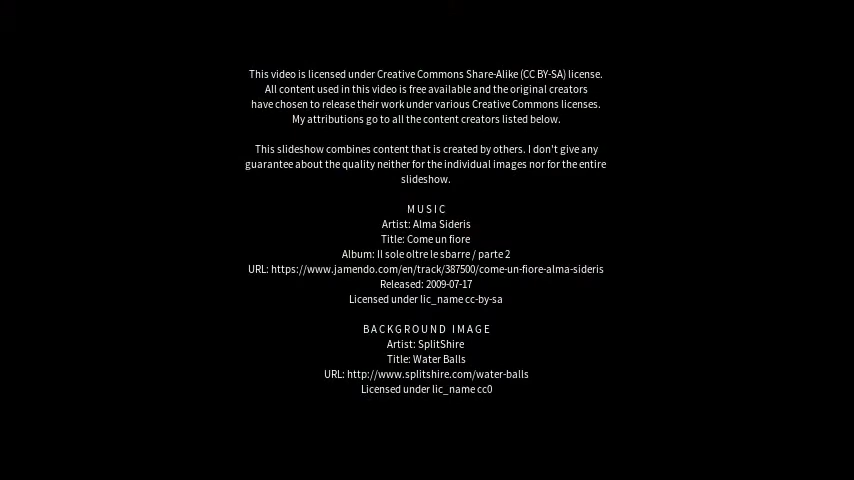 This video is licensed under Creative Commons Share-Alike (CC BY-SA) license.
All content used in this video is free available and the original creators
have chosen to release their work under various Creative Commons licenses.
My attributions go to all the content creators listed below.
This slideshow combines content that is created by others. I don't give any
guarantee about the quality neither for the individual images nor for the entire
slideshow.
MUSIC
Artist: Alma Sideris
Title: Come un fiore
Album: Il sole oltre le sbarre / parte 2
URL: https://www.jamendo.com/en/track/387500/come-un-fiore-alma-sideris
Released: 2009-07-17
Licensed under lic_name cc-by-sa
BACKGROUND IMAGE
Artist: SplitShire
Title: Water Balls
URL: http://www.splitshire.com/water-balls
Licensed under lic_name cc0